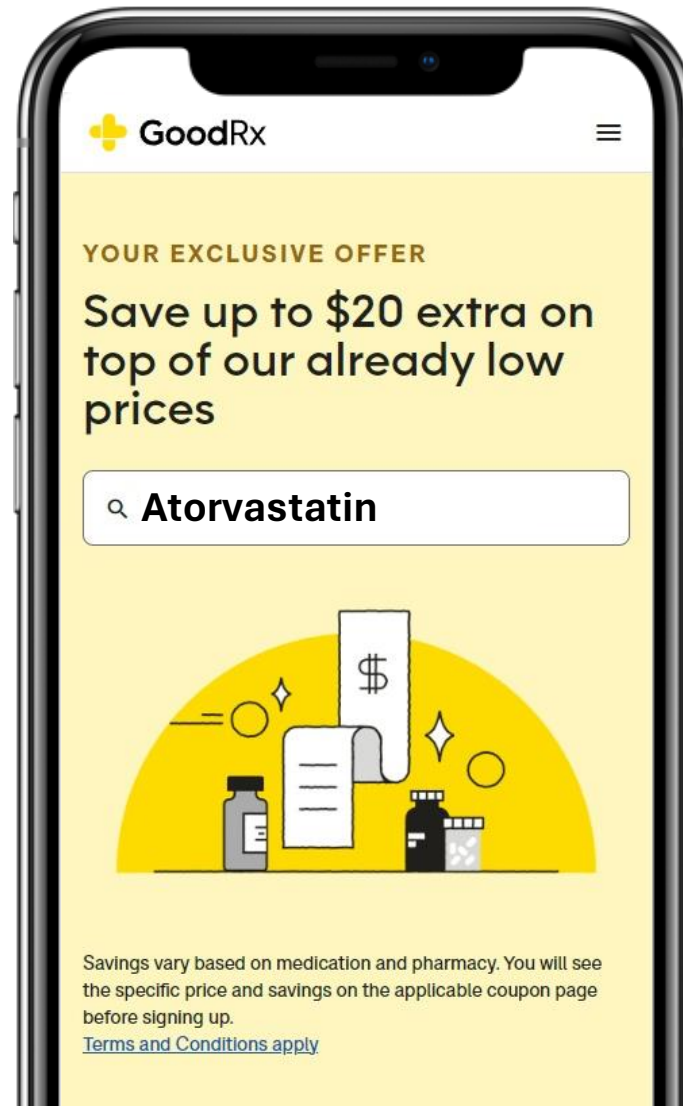 GoodRx
YOUR EXCLUSIVE OFFER
Save up to $20 extra on
top of our already low
prices
Atorvastatin
$
Savings vary based on medication and pharmacy. You will see
the specific price and savings on the applicable coupon page
before signing up.
Terms and Conditions apply